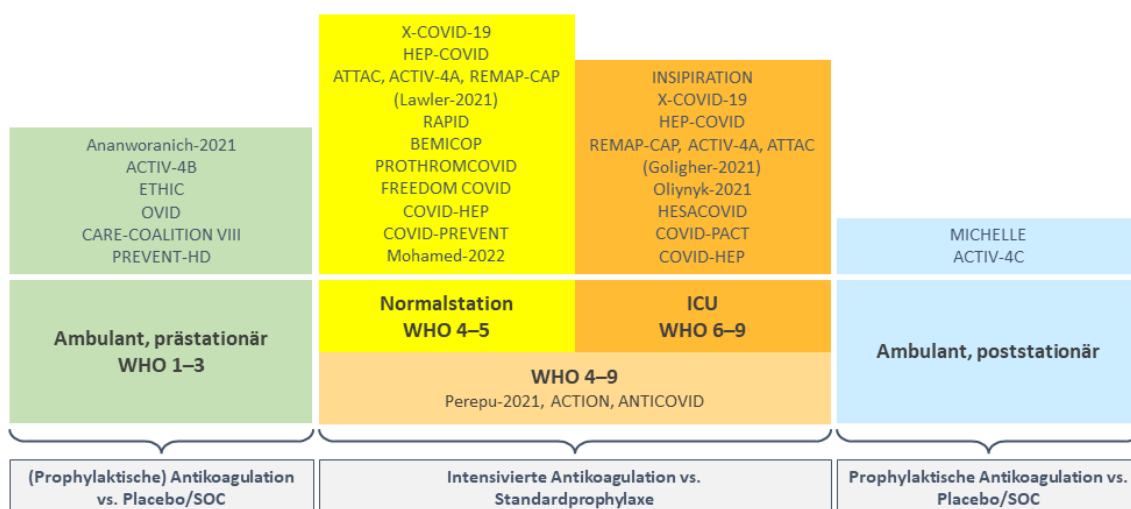 Ananworanich-2021
ACTIV-4B
ETHIC
OVID
CARE-COALITION VIII
PREVENT-HD
Ambulant, prästationär
WHO 1–3
(Prophylaktische) Antikoagulation
vs. Placebo/SOC
X-COVID-19
HEP-COVID
ATTAC, ACTIV-4A, REMAP-CAP
(Lawler-2021)
RAPID
BEMICOP
PROTHROMCOVID
FREEDOM COVID
COVID-HEP
COVID-PREVENT
Mohamed-2022
Normalstation
WHO 4–5
INSIPIRATION
X-COVID-19
HEP-COVID
REMAP-CAP, ACTIV-4A, ATTAC
(Goligher-2021)
Oliynyk-2021
HESACOVID
COVID-PACT
COVID-HEP
ICU
WHO 6–9
WHO 4–9
Perepu-2021, ACTION, ANTICOVID
Intensivierte Antikoagulation vs.
Standardprophylaxe
MICHELLE
ACTIV-4C
Ambulant, poststationär
Prophylaktische Antikoagulation vs.
Placebo/SOC